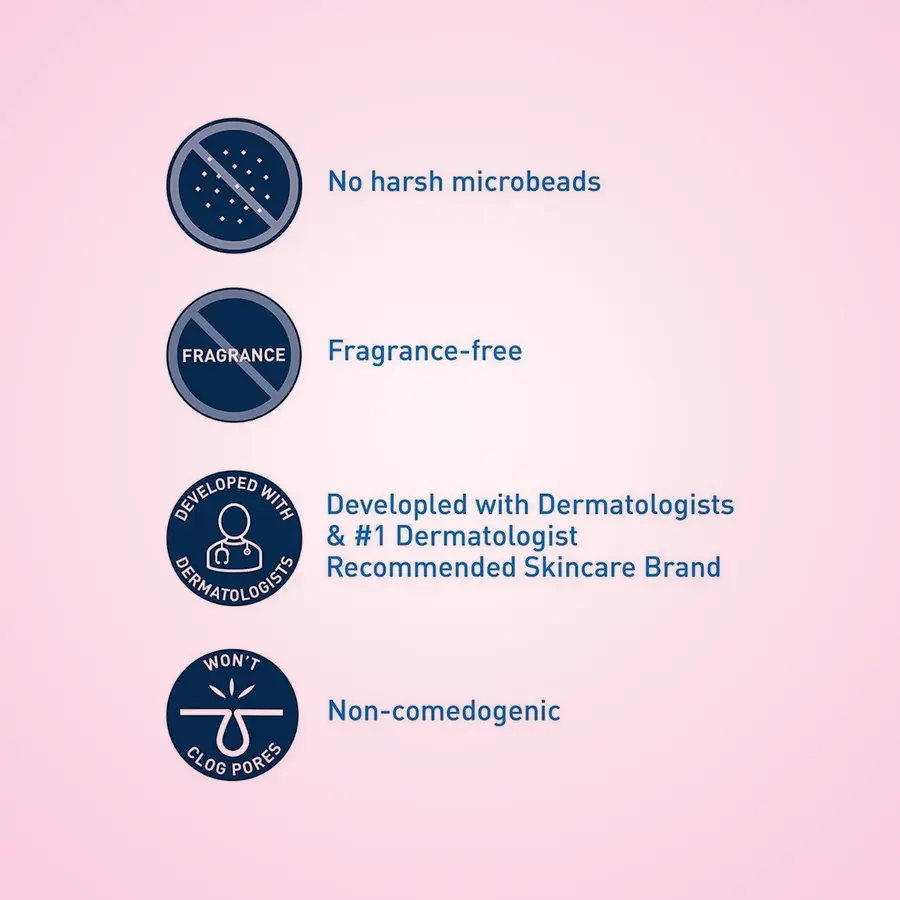 No harsh microbeads
FRAGRANCE
Fragrance-free
DEVELOPED WITH
DERMATOLOGISTS
Developled with Dermatologists
& #1 Dermatologist
Recommended Skincare Brand
WON'T
CLOG PORES
Non-comedogenic